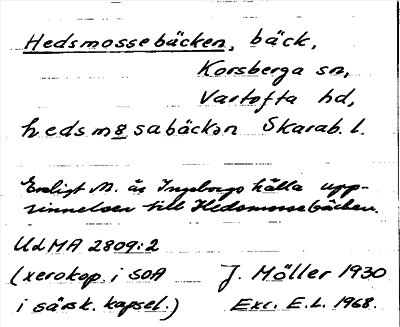 Hedsmossebäcken, bäck,
Korsberga sn,
Vartofta hd,
hedsm8sabäckən Skarab. l.
Enligt M. är Ingeborgs källa upp-
rinnelsen till Hedsmossebäcken.
ULMA 2809:2
(xerokop. i SOA J. Möller 1930
i särsk. kapsel.) Exc. E.L. 1968.